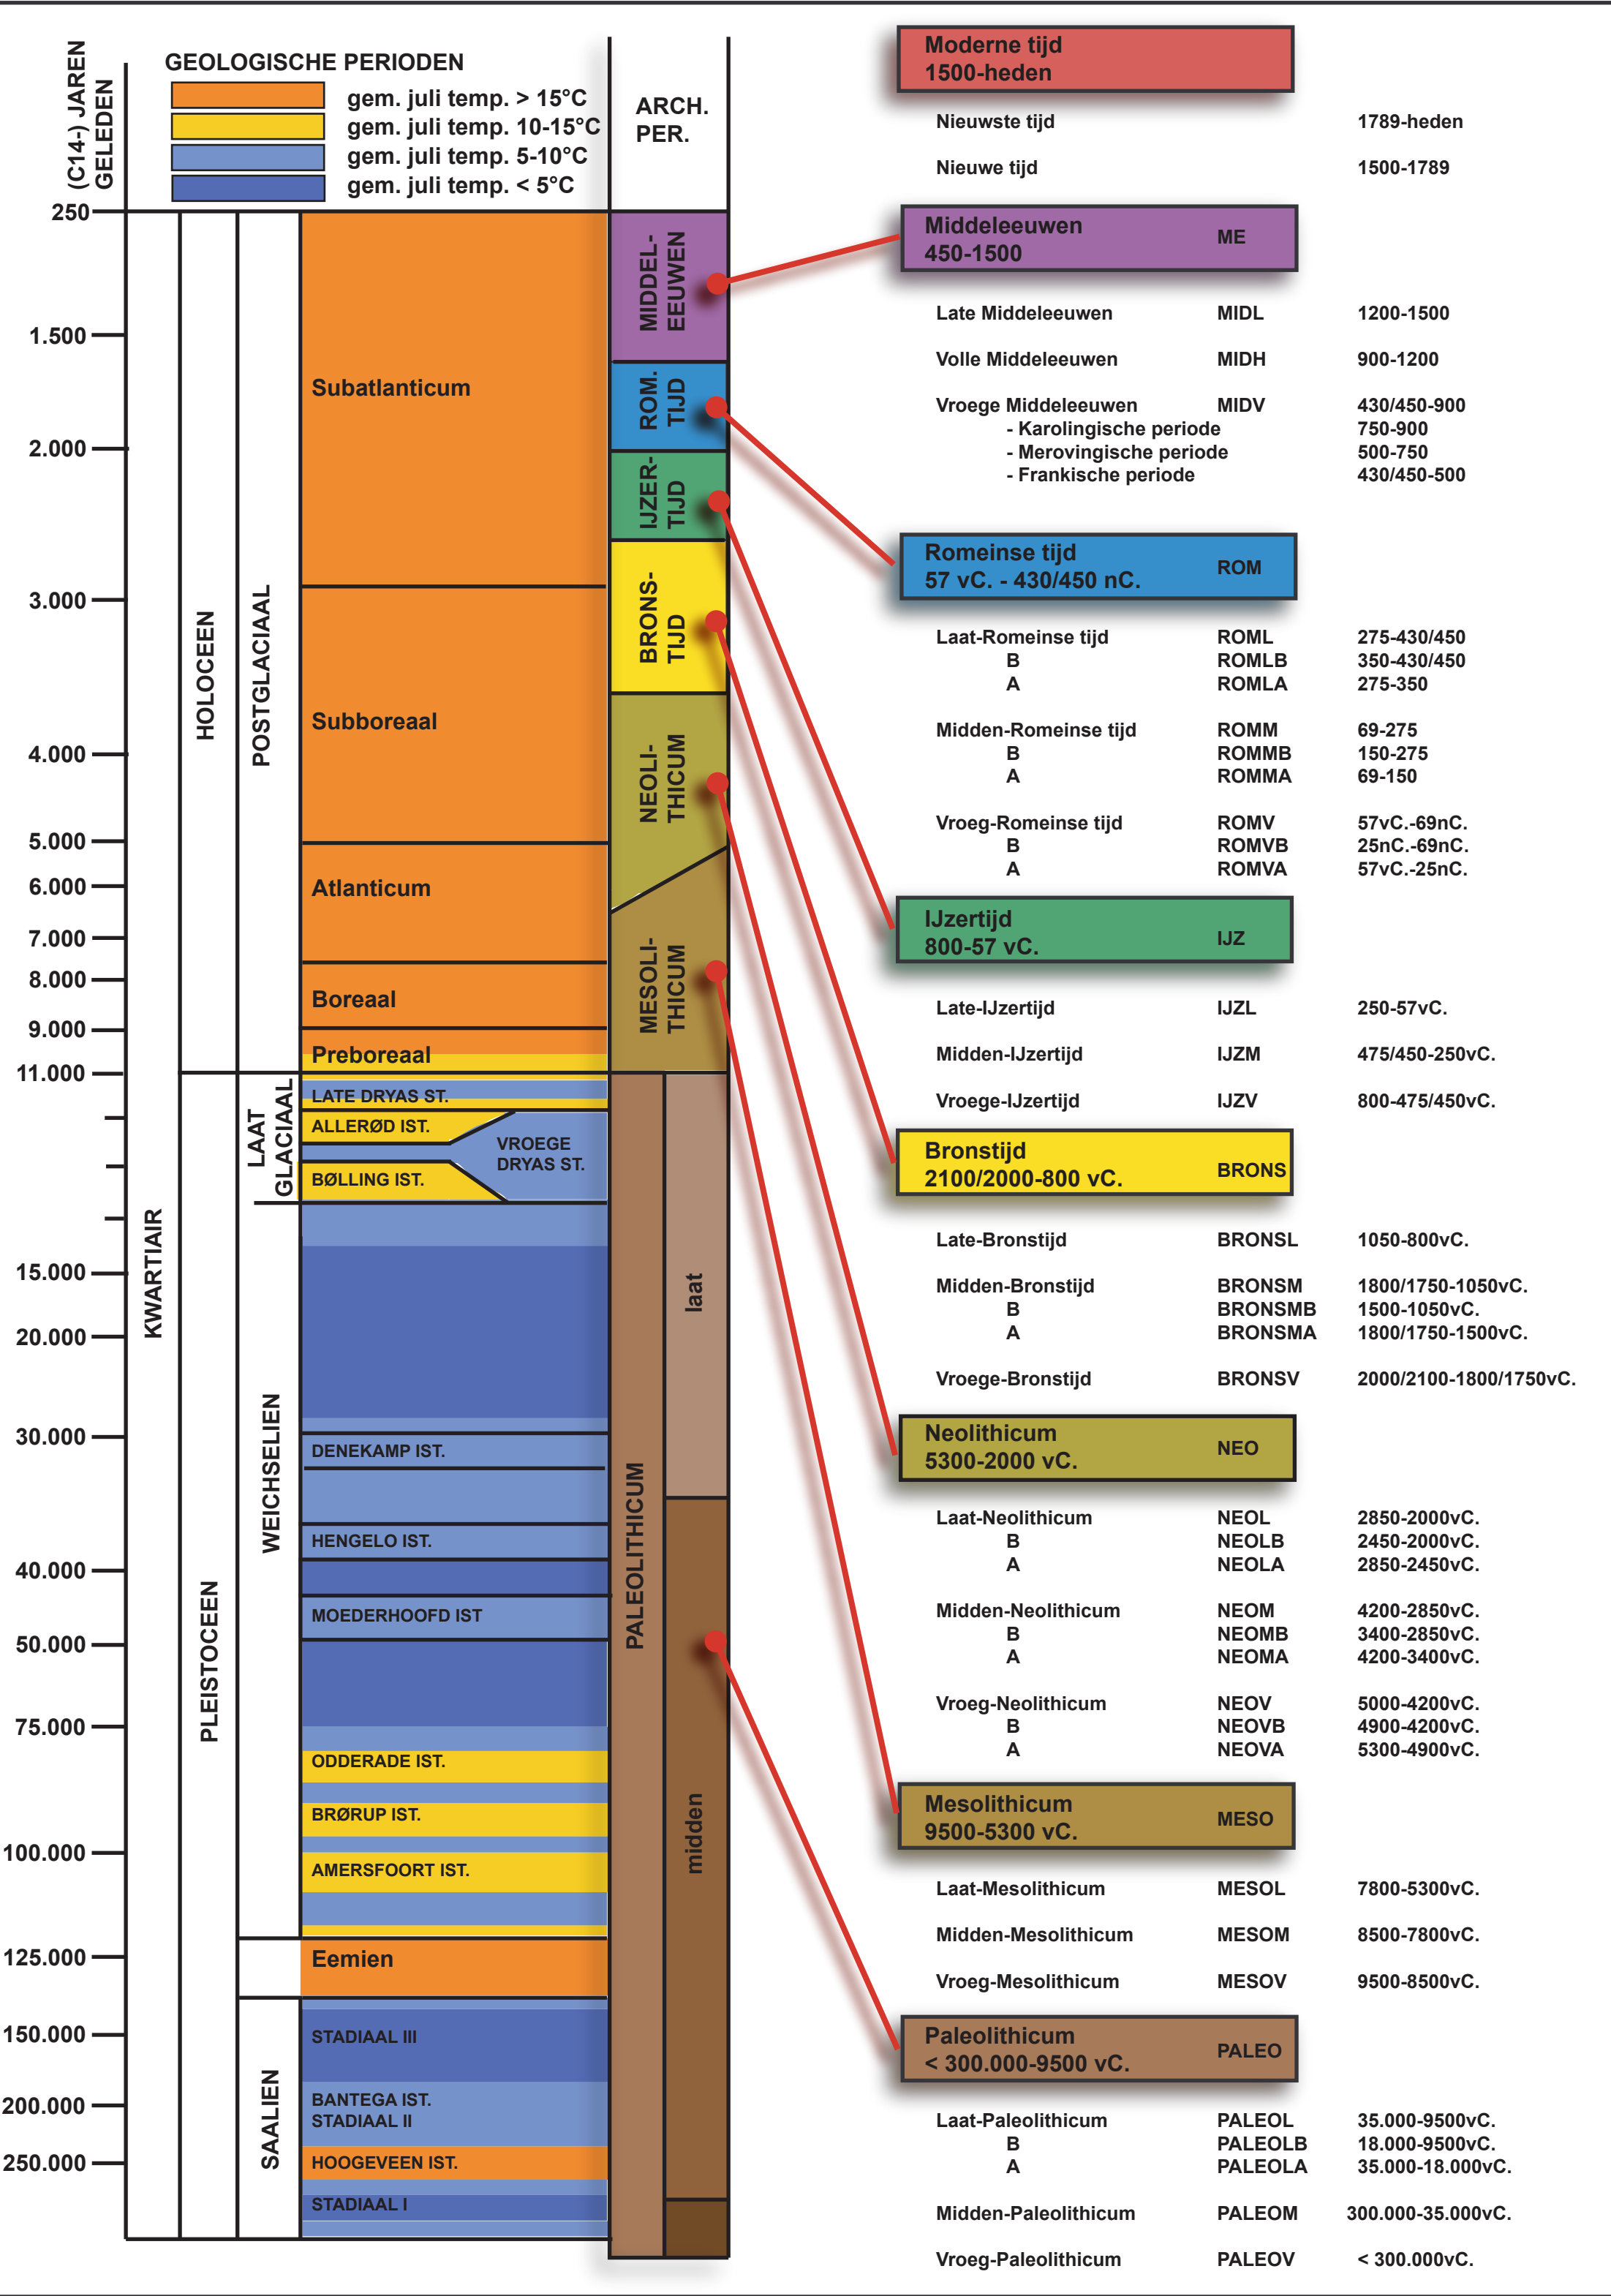 (C14-) JAREN
GELEDEN
GEOLOGISCHE PERIODEN
gem. juli temp. > 15°C
gem. juli temp. 10-15°C
gem. juli temp. 5-10°C
gem. juli temp. < 5°C
ARCH.
PER.
250
1.500
2.000
3.000
4.000
5.000
6.000
7.000
8.000
9.000
11.000
15.000
20.000
30.000
40.000
50.000
75.000
100.000
125.000
150.000
200.000
250.000
KWARTIAIR
HOLOCEEN
PLEISTOCEEN
POSTGLACIAAL
LAAT
GLACIAAL
WEICHSELIEN
SAALIEN
Subatlanticum
Subboreaal
Atlanticum
Boreaal
Preboreaal
LATE DRYAS ST.
ALLERØD IST.
VROEGE
DRYAS ST.
BØLLING IST.
DENEKAMP IST.
HENGELO IST.
MOEDERHOOFD IST
ODDERADE IST.
BRØRUP IST.
AMERSFOORT IST.
Eemien
STADIAAL III
BANTEGA IST.
STADIAAL II
HOOGEVEEN IST.
STADIAAL I
MIDDEL-
EEUWEN
ROM.
TIJD
IJZER-
TIJD
BRONS-
TIJD
NEOLI-
THICUM
MESOLI-
THICUM
PALEOLITHICUM
laat
midden
Moderne tijd
1500-heden
Nieuwste tijd 1789-heden
Nieuwe tijd 1500-1789
Middeleeuwen ME
450-1500
Late Middeleeuwen MIDL 1200-1500
Volle Middeleeuwen MIDH 900-1200
Vroege Middeleeuwen MIDV 430/450-900
- Karolingische periode 750-900
- Merovingische periode 500-750
- Frankische periode 430/450-500
Romeinse tijd ROM
57 vC. - 430/450 nC.
Laat-Romeinse tijd ROML 275-430/450
B ROMLB 350-430/450
A ROMLA 275-350
Midden-Romeinse tijd ROMM 69-275
B ROMMB 150-275
A ROMMA 69-150
Vroeg-Romeinse tijd ROMV 57vC.-69nC.
B ROMVB 25nC.-69nC.
A ROMVA 57vC.-25nC.
IJzertijd IJZ
800-57 vC.
Late-IJzertijd IJZL 250-57vC.
Midden-IJzertijd IJZM 475/450-250vC.
Vroege-IJzertijd IJZV 800-475/450vC.
Bronstijd BRONS
2100/2000-800 vC.
Late-Bronstijd BRONSL 1050-800vC.
Midden-Bronstijd BRONSM 1800/1750-1050vC.
B BRONSMB 1500-1050vC.
A BRONSMA 1800/1750-1500vC.
Vroege-Bronstijd BRONSV 2000/2100-1800/1750vC.
Neolithicum NEO
5300-2000 vC.
Laat-Neolithicum NEOL 2850-2000vC.
B NEOLB 2450-2000vC.
A NEOLA 2850-2450vC.
Midden-Neolithicum NEOM 4200-2850vC.
B NEOMB 3400-2850vC.
A NEOMA 4200-3400vC.
Vroeg-Neolithicum NEOV 5000-4200vC.
B NEOVB 4900-4200vC.
A NEOVA 5300-4900vC.
Mesolithicum MESO
9500-5300 vC.
Laat-Mesolithicum MESOL 7800-5300vC.
Midden-Mesolithicum MESOM 8500-7800vC.
Vroeg-Mesolithicum MESOV 9500-8500vC.
Paleolithicum PALEO
< 300.000-9500 vC.
Laat-Paleolithicum PALEOL 35.000-9500vC.
B PALEOLB 18.000-9500vC.
A PALEOLA 35.000-18.000vC.
Midden-Paleolithicum PALEOM 300.000-35.000vC.
Vroeg-Paleolithicum PALEOV < 300.000vC.